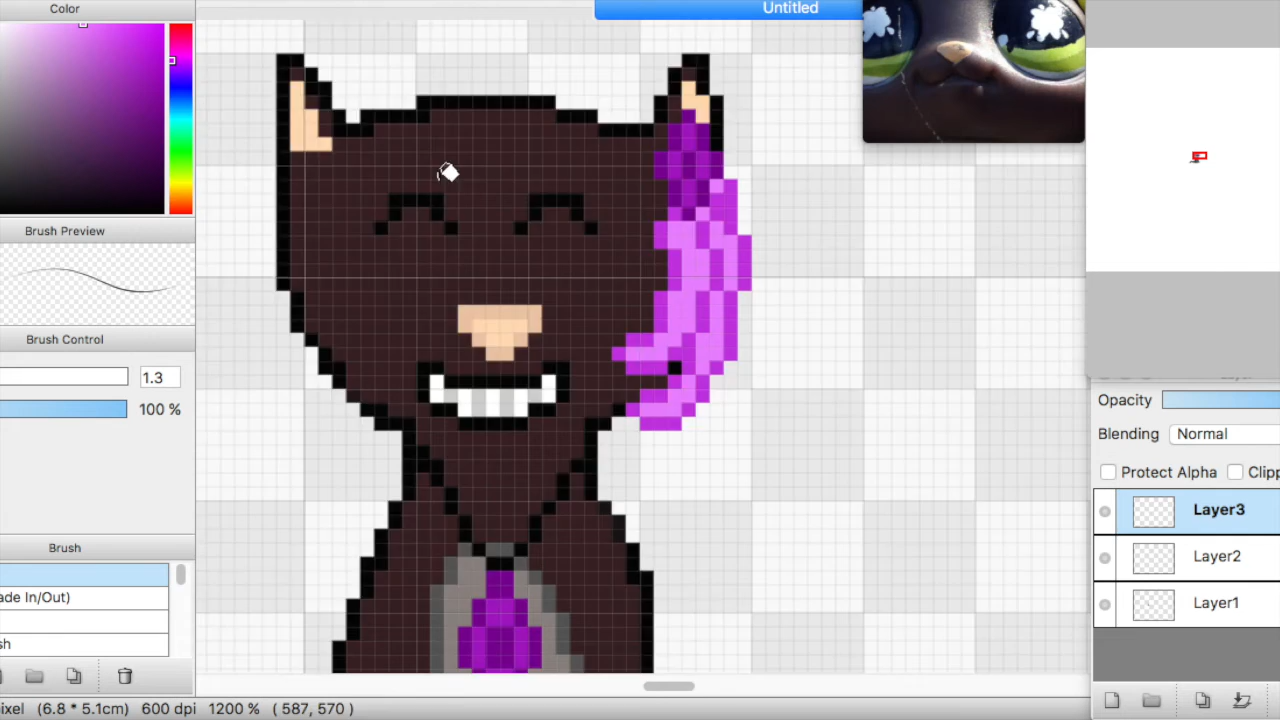 Color
Untitled
Brush Preview
Brush Control
1.3
100 %
Brush
ade In/Out)
sh
ixel (6.8 * 5.1cm) 600 dpi 1200 % ( 587, 570 )
Opacity
Blending Normal
Protect Alpha Clipp
Layer3
Layer2
Layer1